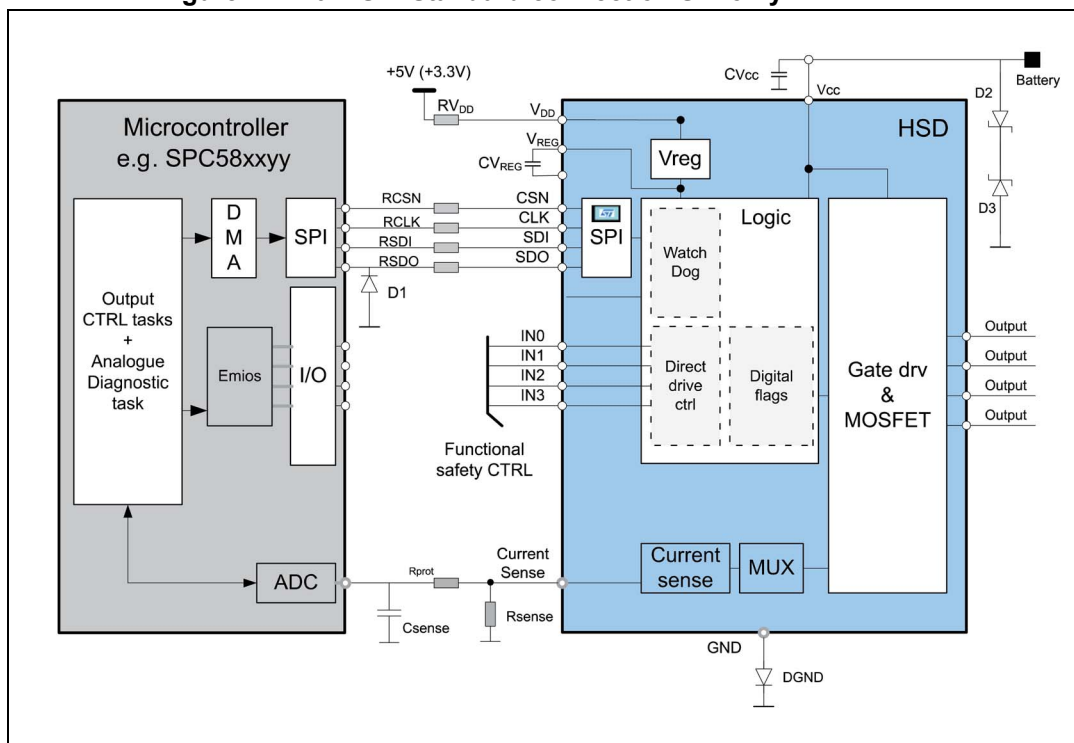 +5V (+3.3V)
CVcc
Vcc
Battery
D2
D3
RVDD
VDD
VREG
CVREG
Vreg
HSD
Microcontroller
e.g. SPC58xxyy
D
M
A
SPI
RCSN
RCLK
RSDI
RSDO
CSN
CLK
SDI
SDO
D1
SPI
Logic
Watch
Dog
Output
CTRL tasks
+
Analogue
Diagnostic
task
Emios
I/O
IN0
IN1
IN2
IN3
Functional
safety CTRL
Direct
drive
ctrl
Digital
flags
Gate drv
&
MOSFET
Output
Output
Output
Output
ADC
Rprot
Csense
Rsense
Current
Sense
Current
sense
MUX
GND
DGND